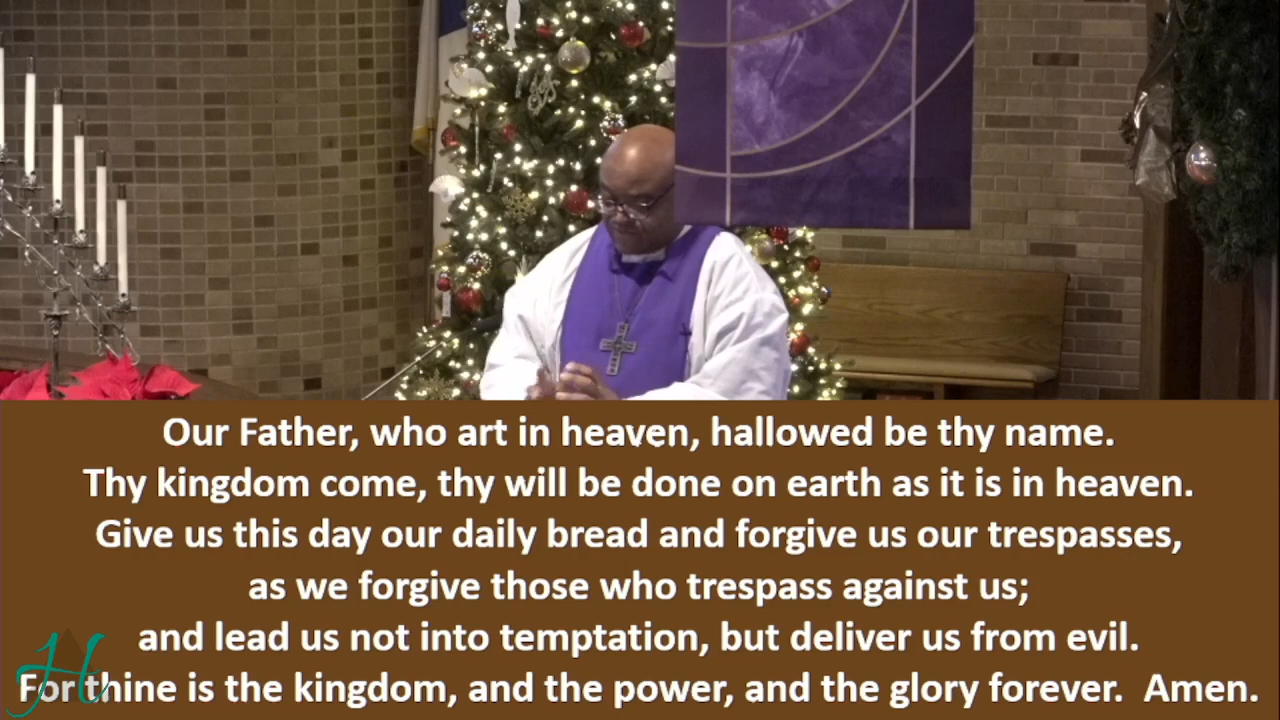 Our Father, who art in heaven, hallowed be thy name.
Thy kingdom come, thy will be done on earth as it is in heaven.
Give us this day our daily bread and forgive us our trespasses,
as we forgive those who trespass against us;
and lead us not into temptation, but deliver us from evil.
For thine is the kingdom, and the power, and the glory forever. Amen.
H